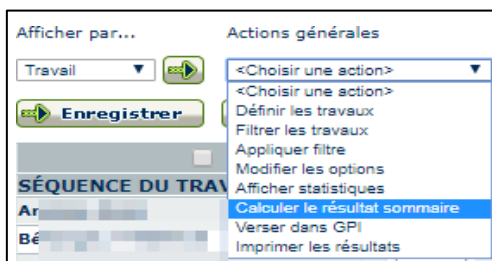 Afficher par... Actions générales
Travail <Choisir une action>
Enregistrer <Choisir une action>
Définir les travaux
Filtrer les travaux
Appliquer filtre
Modifier les options
Afficher statistiques
SÉQUENCE DU TRAV
Calculer le résultat sommaire
Ar
Verser dans GPI
Bé
Imprimer les résultats